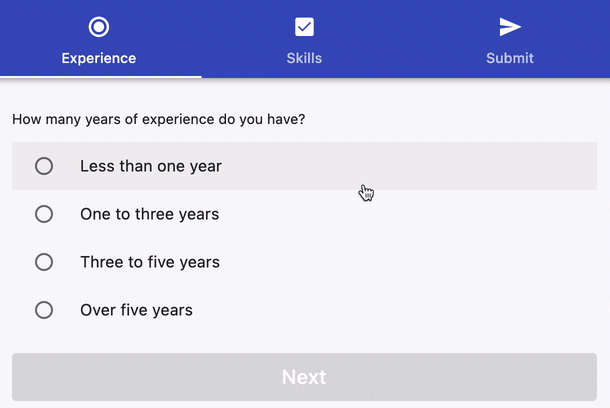 Experience Skills Submit
How many years of experience do you have?
Less than one year
One to three years
Three to five years
Over five years
Next